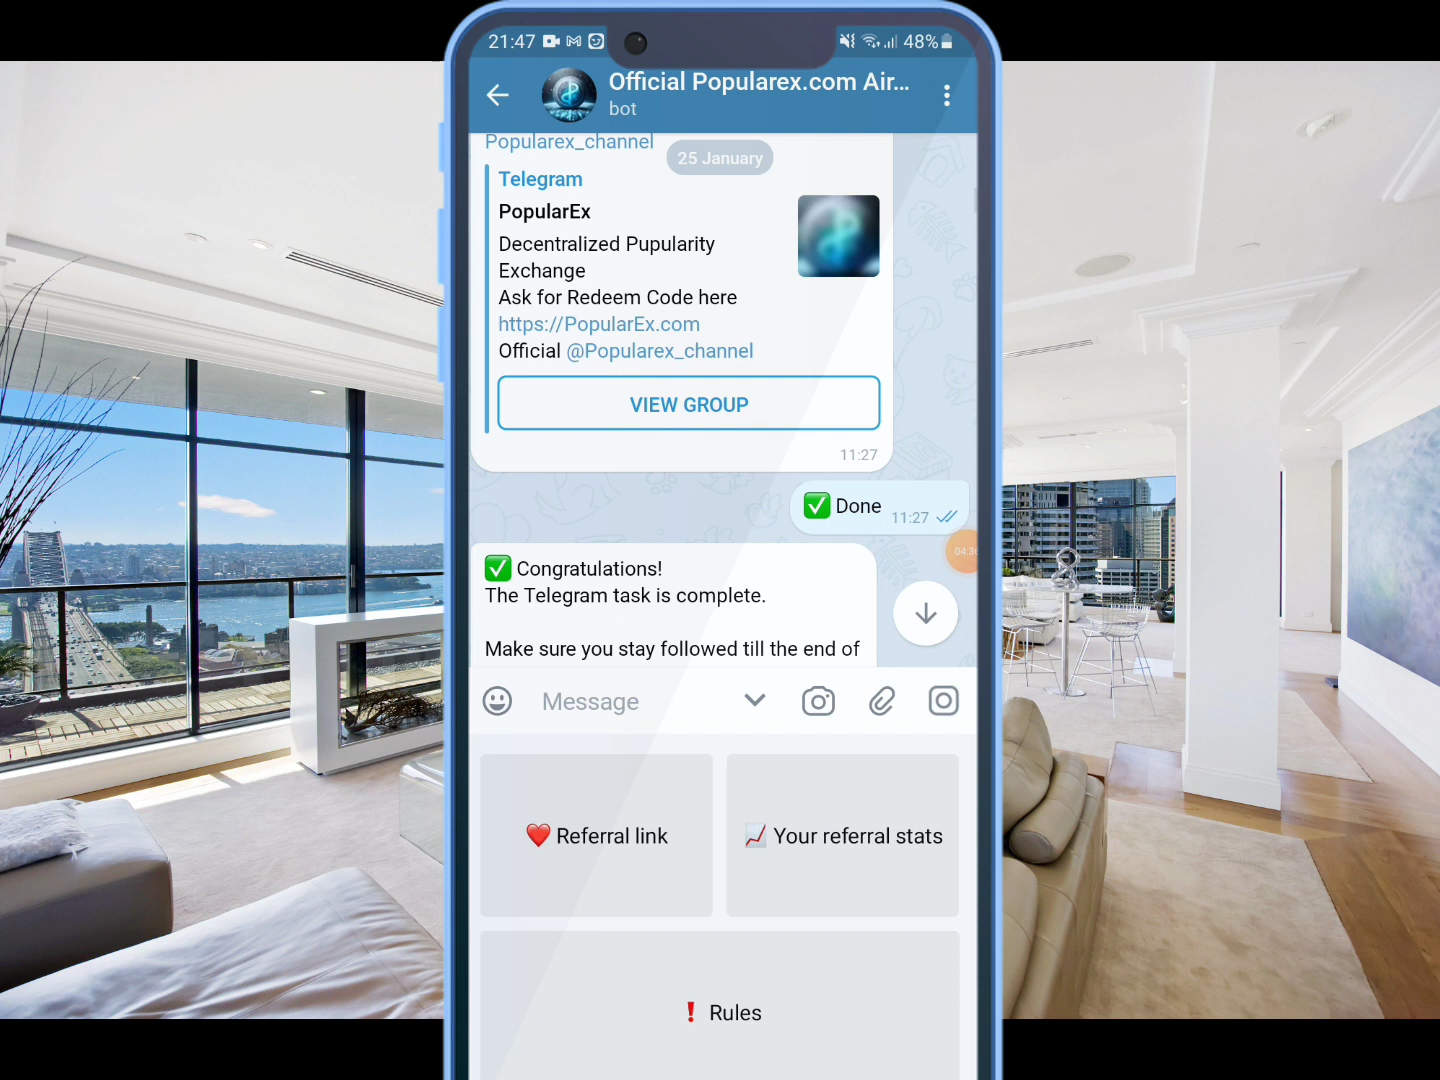 21:47
48%
Official Popularex.com Air...
bot
Popularex_channel
25 January
Telegram
PopularEx
Decentralized Pupularity
Exchange
Ask for Redeem Code here
https://PopularEx.com
Official @Popularex_channel
VIEW GROUP
11:27
✅ Done 11:27
04:36
✅ Congratulations!
The Telegram task is complete.
Make sure you stay followed till the end of
Message
❤️ Referral link
📈 Your referral stats
❗ Rules